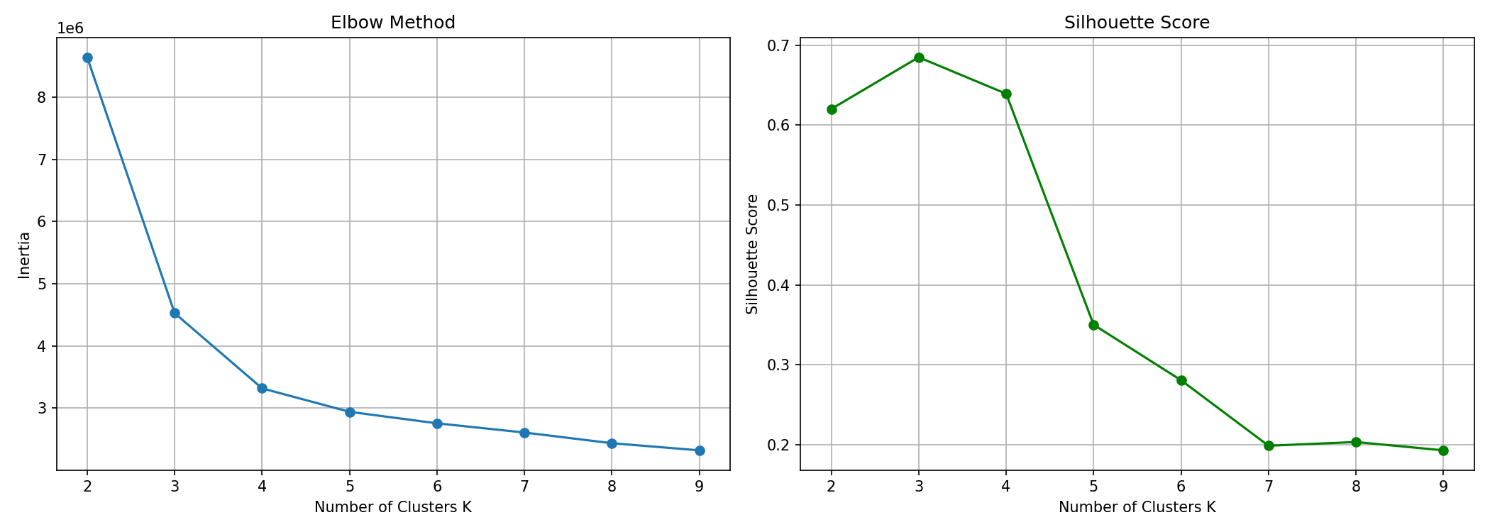 Elbow Method
1e6
8
7
6
5
4
3
Inertia
2 3 4 5 6 7 8 9
Number of Clusters K
Silhouette Score
0.7
0.6
0.5
0.4
0.3
0.2
Silhouette Score
2 3 4 5 6 7 8 9
Number of Clusters K